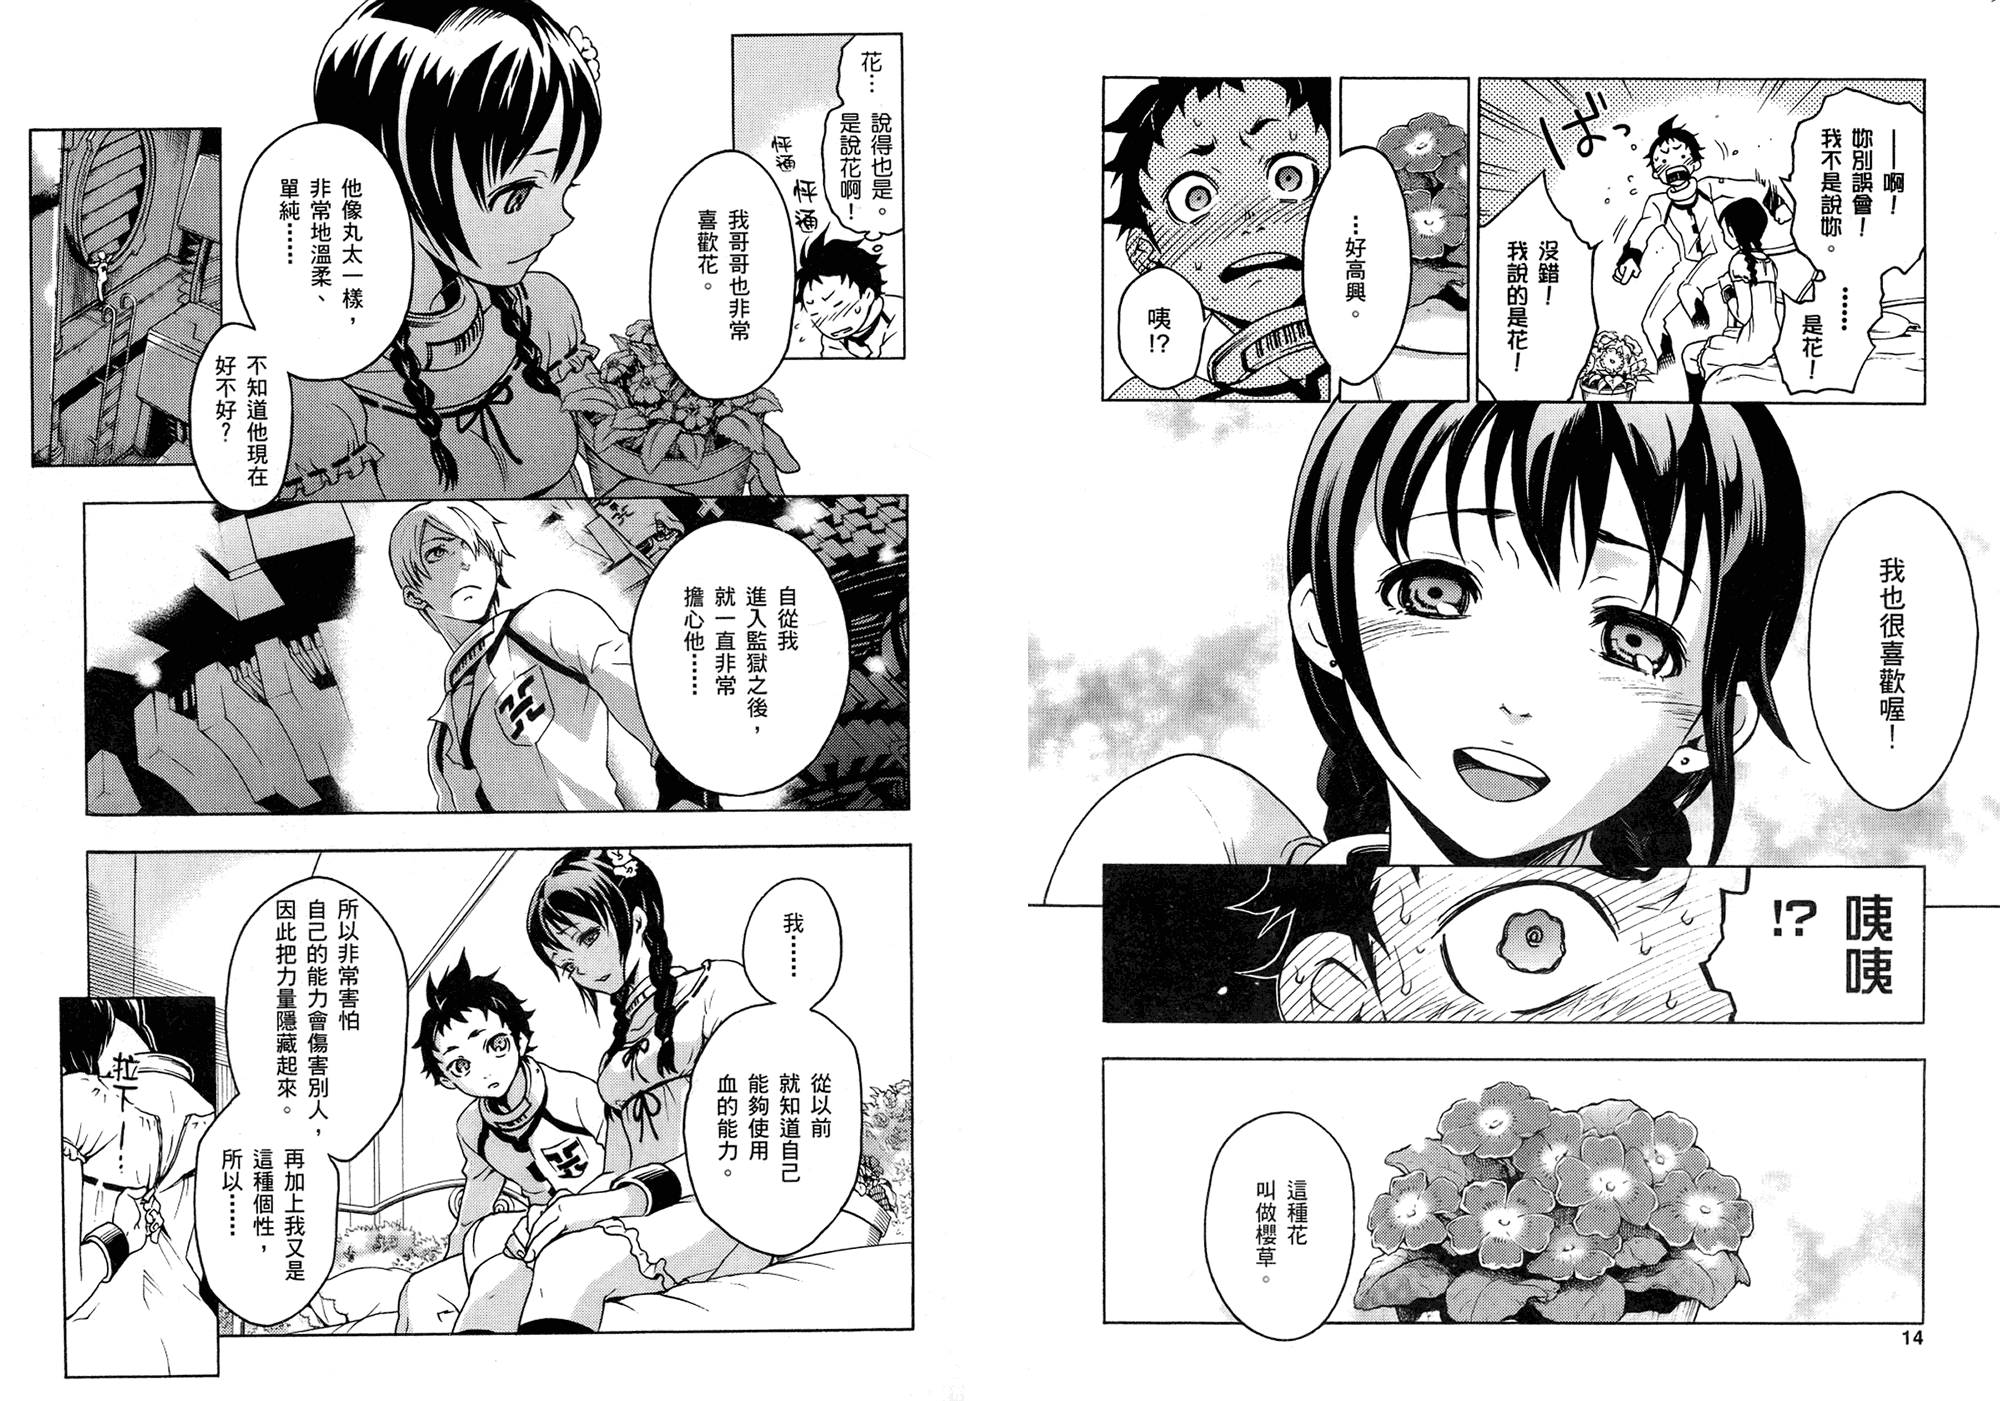 ——啊！
妳別誤會！
我不是說妳。
……
是花！
ばっ
沒錯！
我說的是花！
…好高興。
咦!?
我也很喜歡喔！
咦咦
!?
這種花
叫做櫻草。
14
花…
說得也是。
是說花啊！
怦通
怦通
我哥哥也非常
喜歡花。
他像丸太一樣，
非常地溫柔、
單純……
不知道他現在
好不好？
自從我
進入監獄之後，
就一直非常
擔心他……
我……
從以前
就知道自己
能夠使用
血的能力。
所以非常害怕
自己的能力會傷害別人，
因此把力量隱藏起來。
再加上我又是
這種個性，
所以……
拉